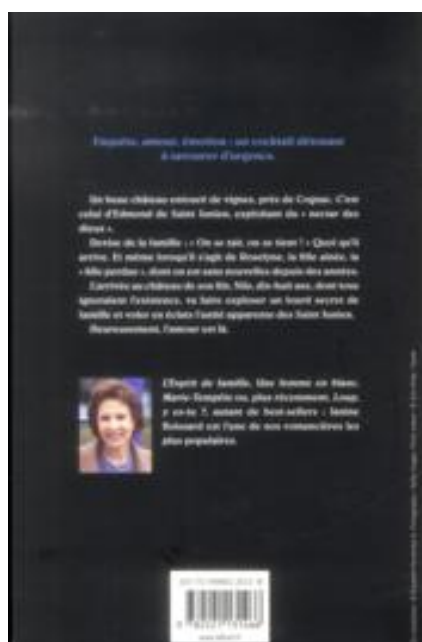 Enquête, amour, émotion : un cocktail détonant
à savourer d'urgence.
Un beau château entouré de vignes, près de Cognac. C'est
celui d'Edmond de Saint Junien, exploitant du « nectar des
dieux ».
Devise de la famille : « On se tait, on se tient ! » Quoi qu'il
arrive. Et même lorsqu'il s'agit de Roselyne, la fille aînée, la
« fille perdue », dont on est sans nouvelles depuis des années.
L'arrivée au château de son fils, Nils, dix-huit ans, dont tous
ignoraient l'existence, va faire exploser un lourd secret de
famille et voler en éclats l'unité apparente des Saint Junien.
Heureusement, l'amour est là.
L'Esprit de famille, Une femme en blanc,
Marie-Tempête ou, plus récemment, Loup,
y es-tu ?, autant de best-sellers : Janine
Boissard est l'une de nos romancières les
plus populaires.